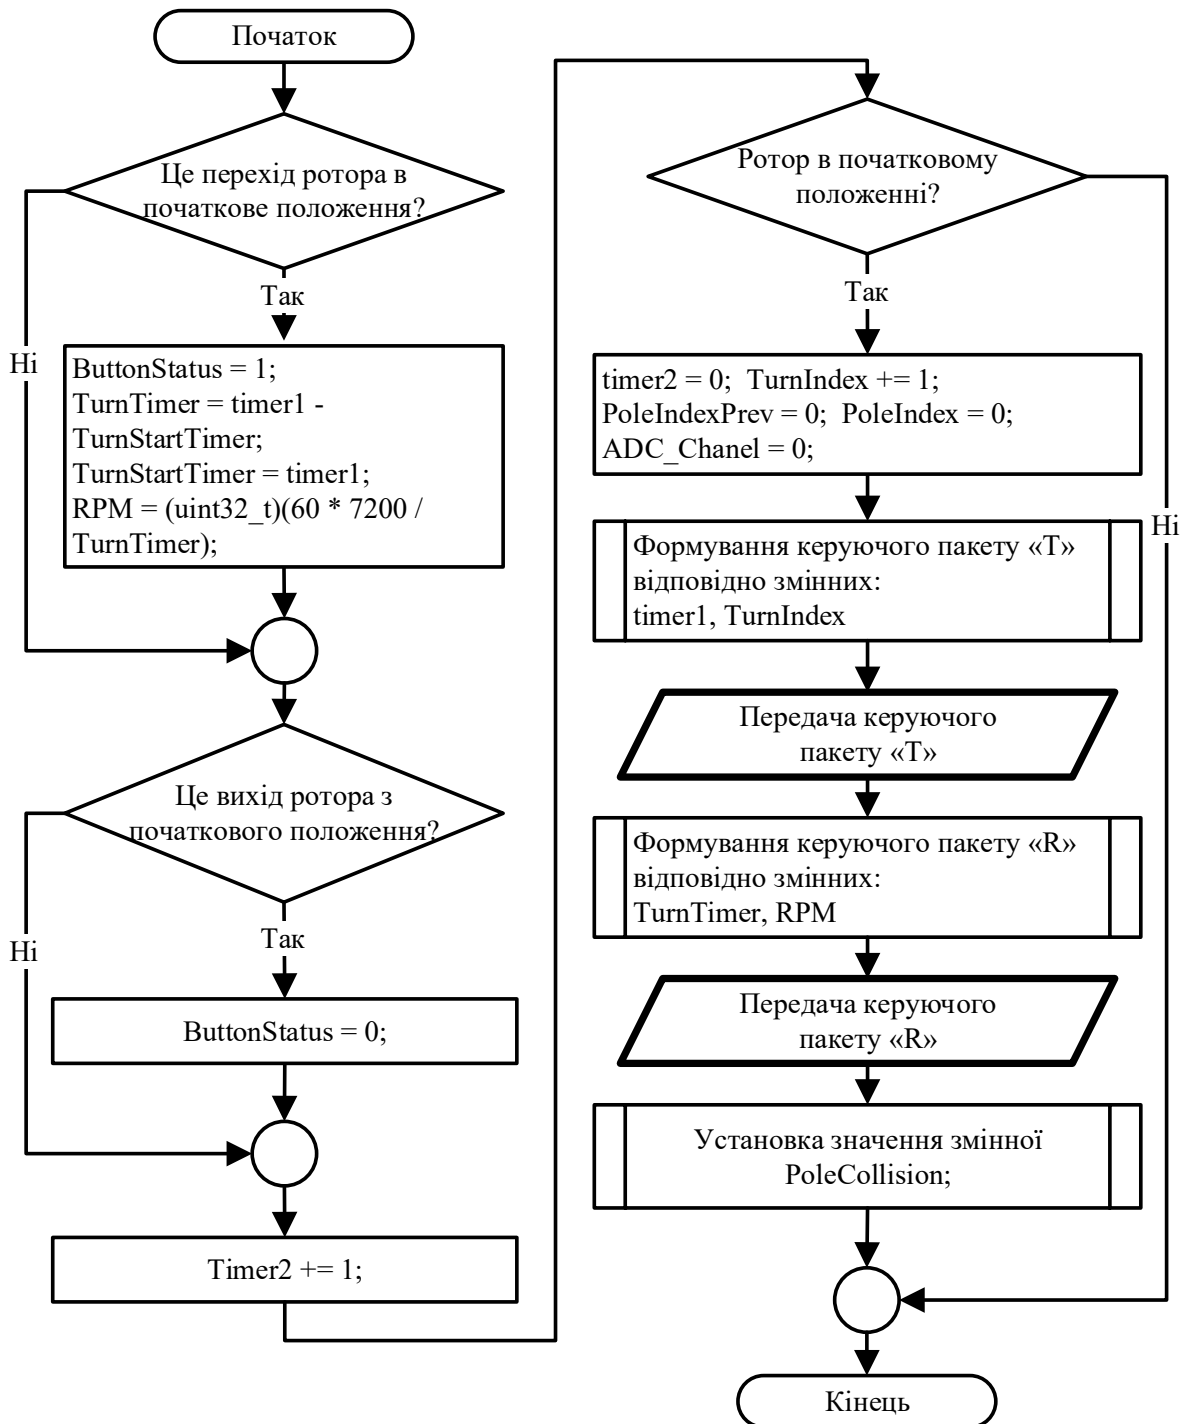 Початок
Це перехід ротора в
початкове положення?
Так
Ні
ButtonStatus = 1;
TurnTimer = timer1 -
TurnStartTimer;
TurnStartTimer = timer1;
RPM = (uint32_t)(60 * 7200 /
TurnTimer);
Це вихід ротора з
початкового положення?
Так
Ні
ButtonStatus = 0;
Timer2 += 1;
Ротор в початковому
положенні?
Так
Ні
timer2 = 0; TurnIndex += 1;
PoleIndexPrev = 0; PoleIndex = 0;
ADC_Chanel = 0;
Формування керуючого пакету «T»
відповідно змінних:
timer1, TurnIndex
Передача керуючого
пакету «T»
Формування керуючого пакету «R»
відповідно змінних:
TurnTimer, RPM
Передача керуючого
пакету «R»
Установка значення змінної
PoleCollision;
Кінець